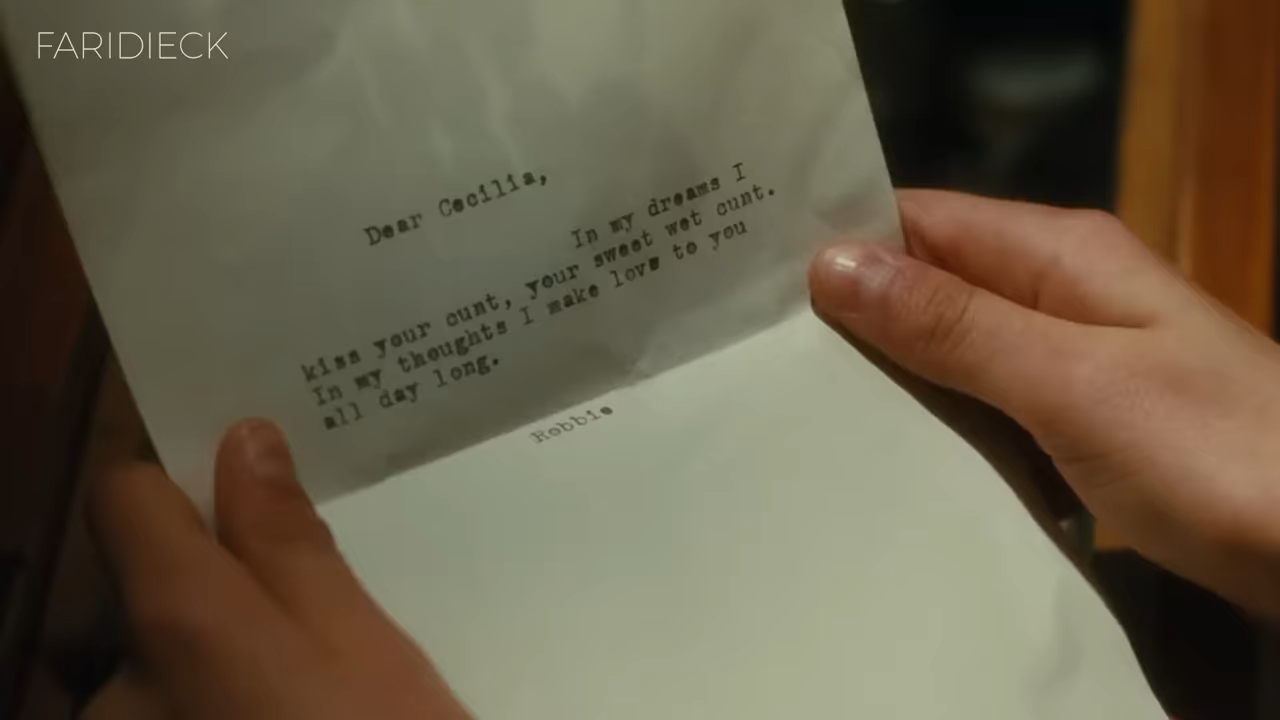 FARIDIECK
Dear Cecilia,
In my dreams I
kiss your cunt, your sweet wet cunt.
In my thoughts I make love to you
all day long.
Robbie